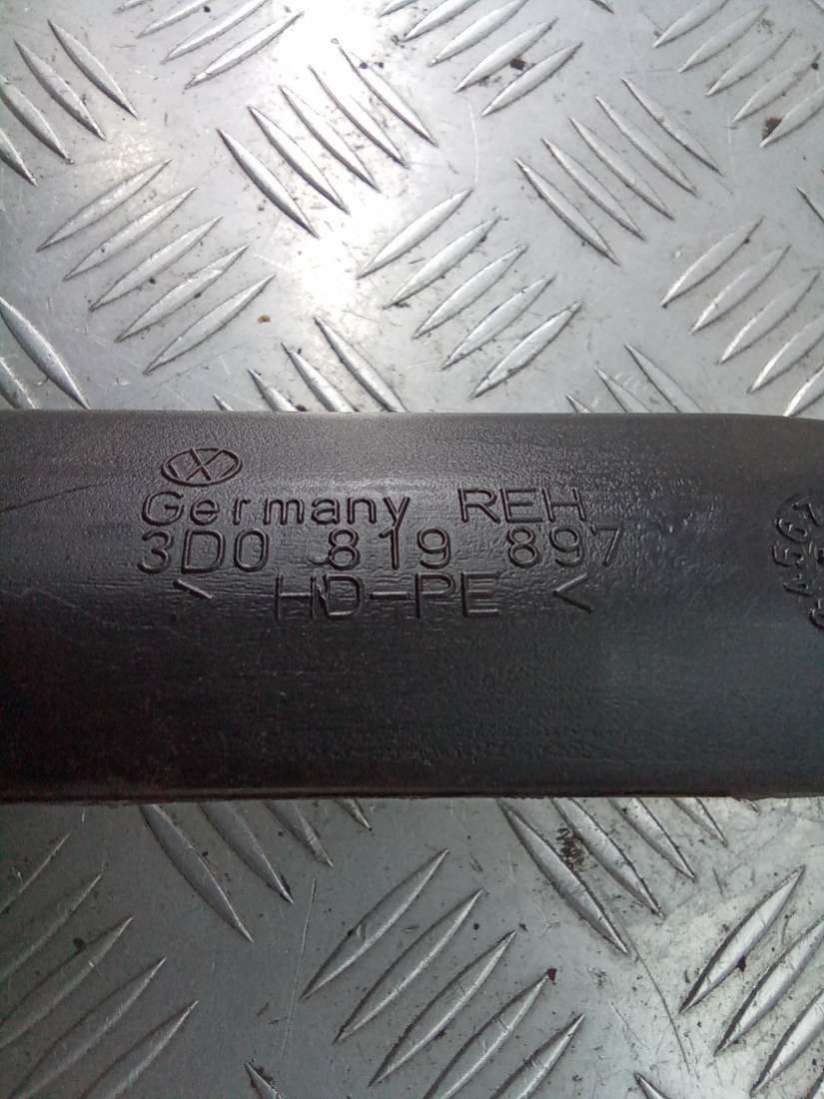 Germany REH
3D0 819 897
> HD-PE <